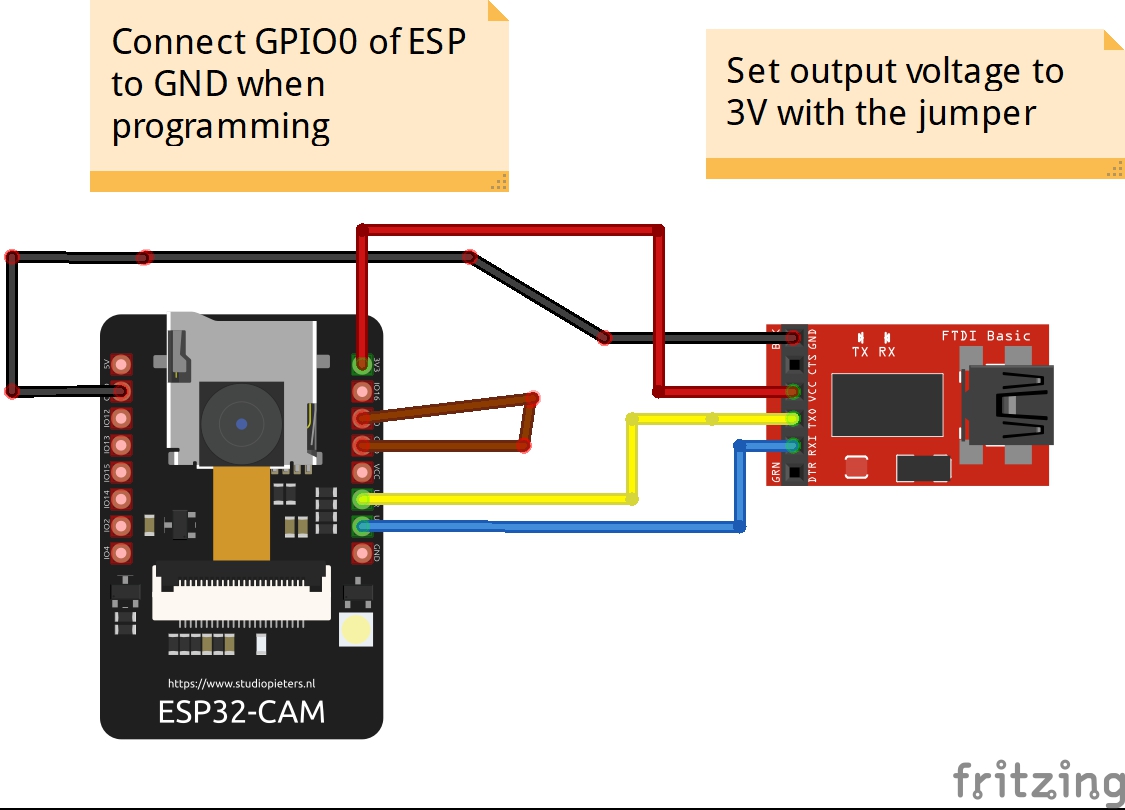 Connect GPIO0 of ESP
to GND when
programming
Set output voltage to
3V with the jumper
5V
IO12
IO13
IO15
IO14
IO2
IO4
3V3
IO16
VCC
GND
https://www.studiopieters.nl
ESP32-CAM
GRN
GND
CTS
VCC
TXO
RXI
DTR
FTDI Basic
TX RX
fritzing